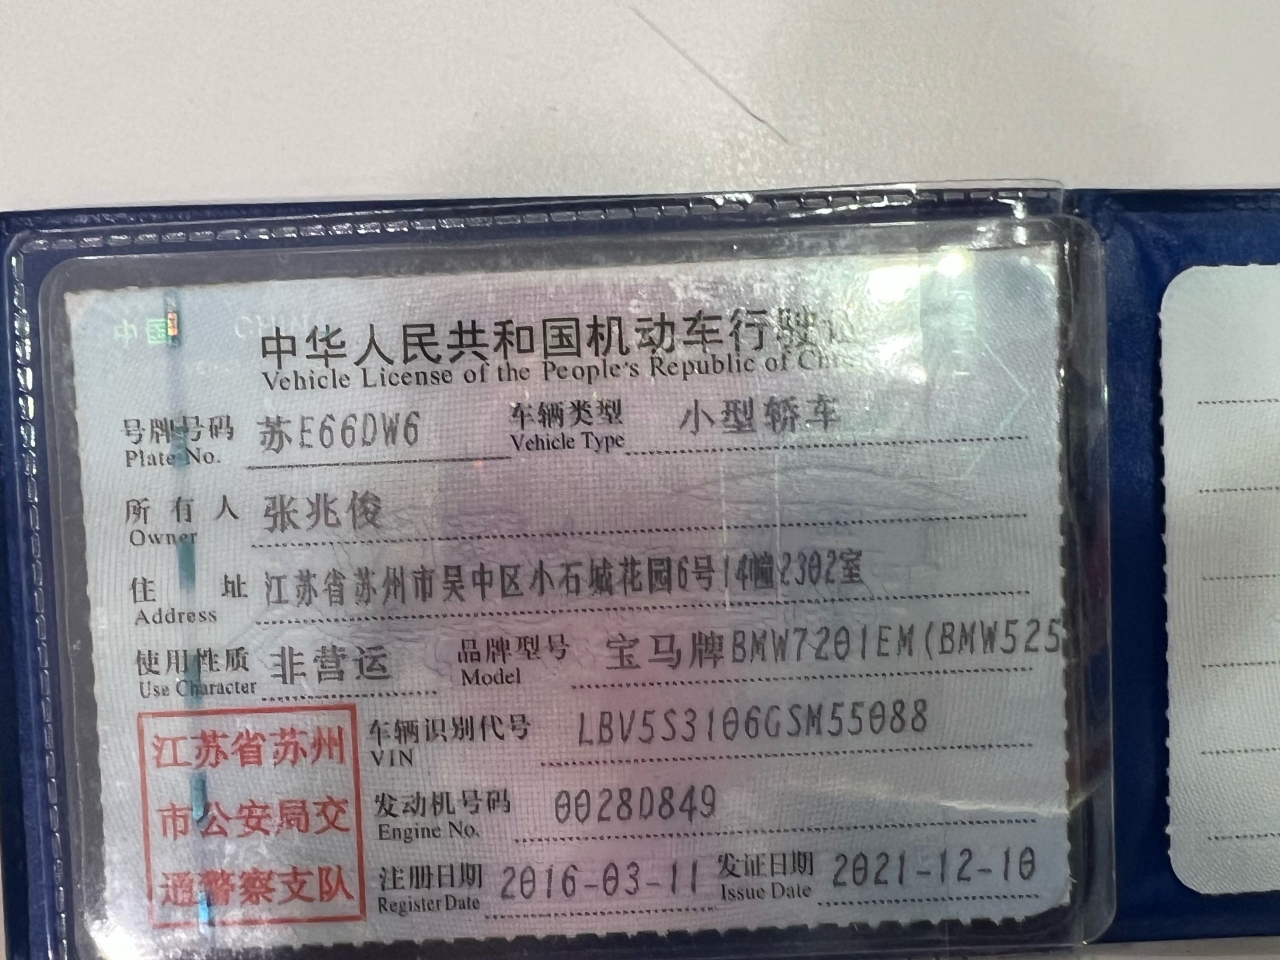 中华人民共和国机动车行驶证
Vehicle License of the People's Republic of China
号牌号码 苏E66DW6 车辆类型 小型轿车
Plate No. Vehicle Type
所有人 张兆俊
Owner
住址 江苏省苏州市吴中区小石城花园6号14幢2302室
Address
使用性质 非营运 品牌型号 宝马牌BMW7201EM(BMW525
Use Character Model
江苏省苏州
市公安局交
通警察支队
车辆识别代号 LBV5S3106GSM55088
VIN
发动机号码 0028D849
Engine No.
注册日期 2016-03-11 发证日期 2021-12-10
Register Date Issue Date